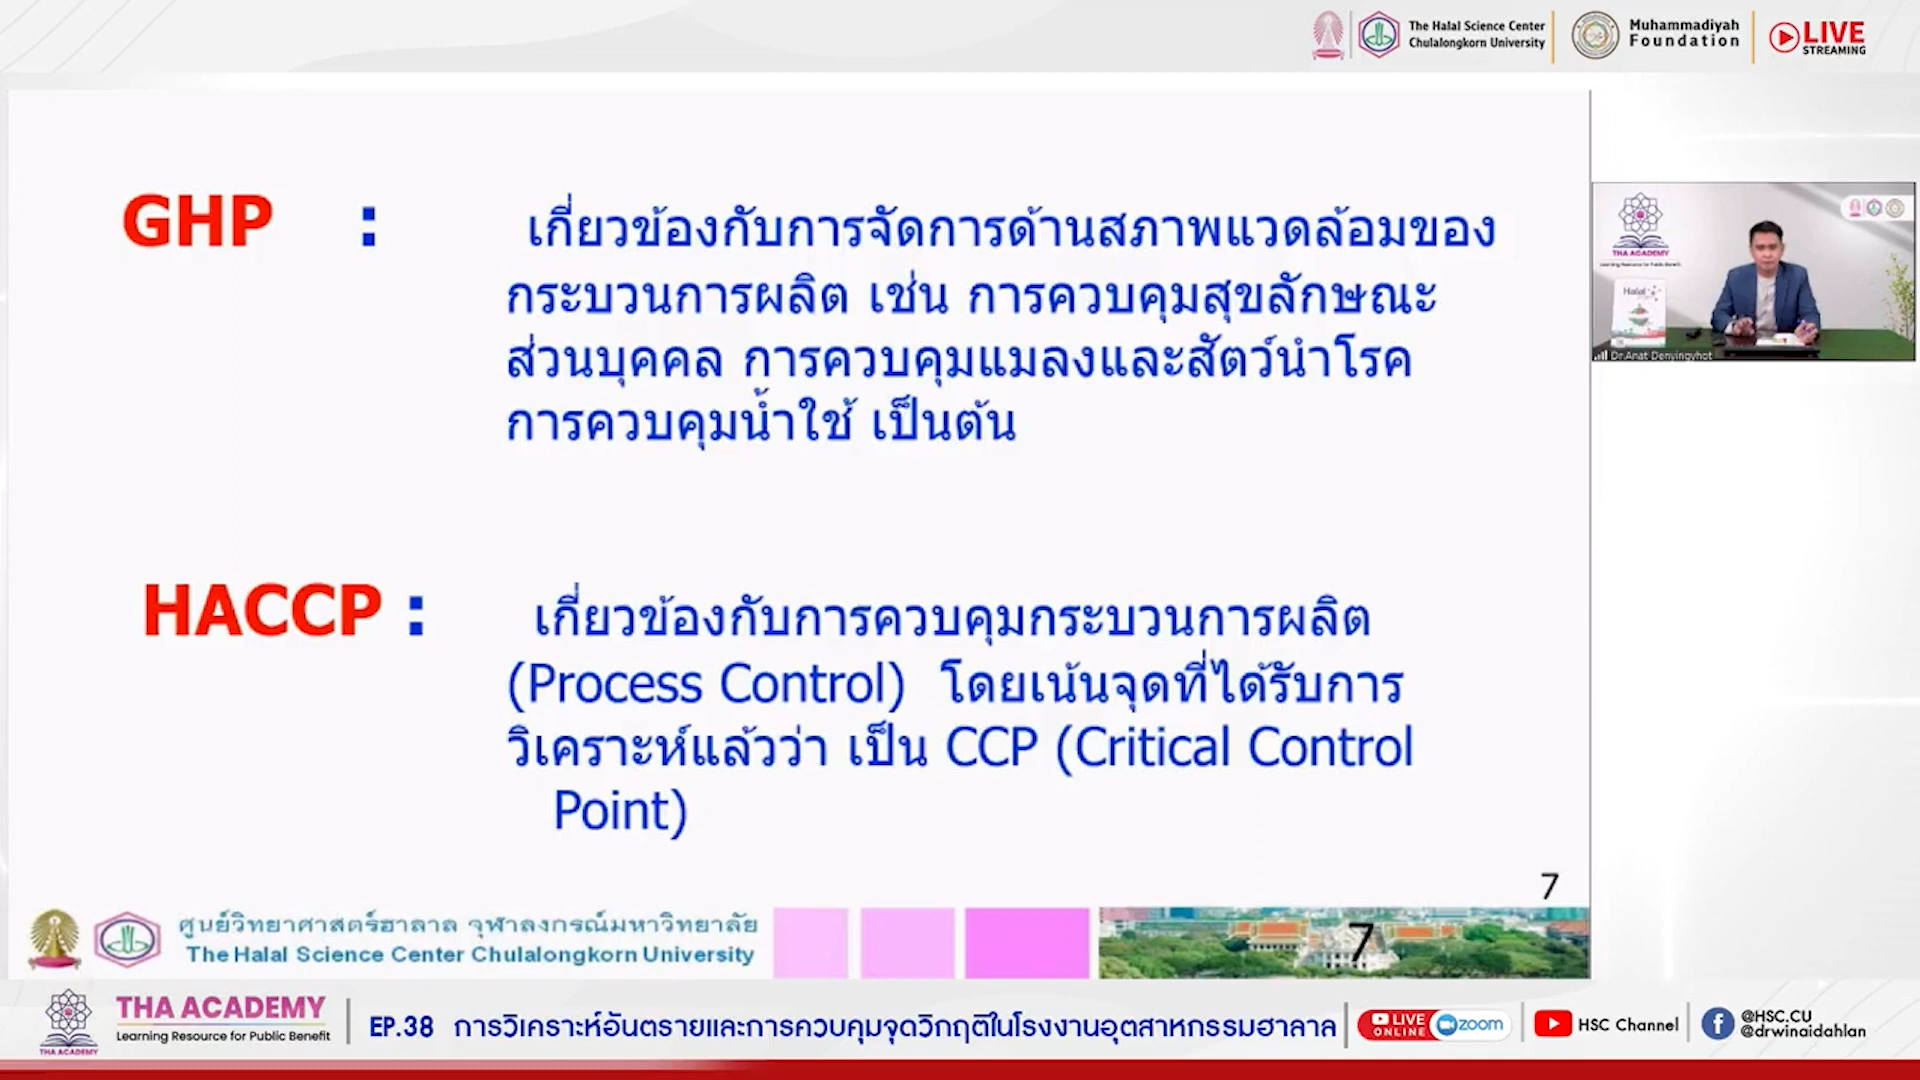 The Halal Science Center
Chulalongkorn University
Muhammadiyah
Foundation
LIVE
STREAMING
GHP : เกี่ยวข้องกับการจัดการด้านสภาพแวดล้อมของ
กระบวนการผลิต เช่น การควบคุมสุขลักษณะ
ส่วนบุคคล การควบคุมแมลงและสัตว์นำโรค
การควบคุมน้ำใช้ เป็นต้น
THA ACADEMY
Learning Resource for Public Benefit
Halal
Dr.Anat Denyingyhot
HACCP : เกี่ยวข้องกับการควบคุมกระบวนการผลิต
(Process Control) โดยเน้นจุดที่ได้รับการ
วิเคราะห์แล้วว่า เป็น CCP (Critical Control
Point)
7
ศูนย์วิทยาศาสตร์ฮาลาล จุฬาลงกรณ์มหาวิทยาลัย
The Halal Science Center Chulalongkorn University
7
THA ACADEMY
THA ACADEMY
Learning Resource for Public Benefit
EP.38 การวิเคราะห์อันตรายและการควบคุมจุดวิกฤติในโรงงานอุตสาหกรรมฮาลาล
LIVE
ONLINE
zoom
HSC Channel
@HSC.CU
@drwinaidahlan